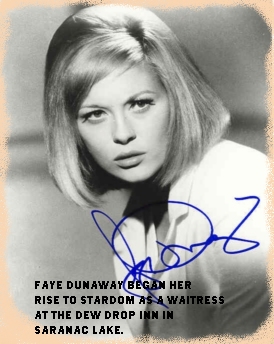 FAYE DUNAWAY BEGAN HER
RISE TO STARDOM AS A WAITRESS
AT THE DEW DROP INN IN
SARANAC LAKE.